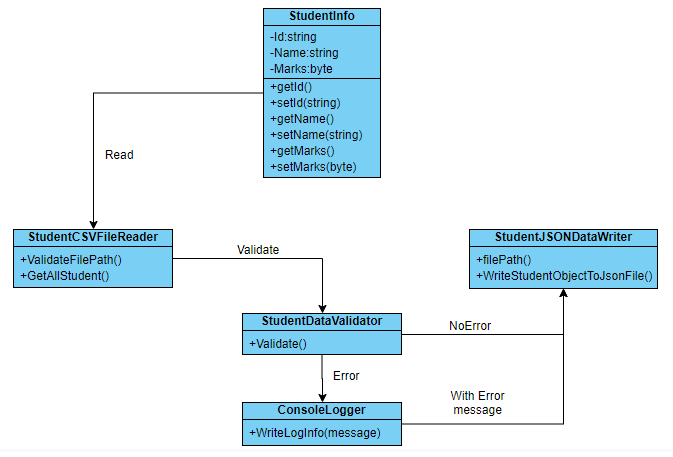 StudentInfo
-Id:string
-Name:string
-Marks:byte
+getId()
+setId(string)
+getName()
+setName(string)
+getMarks()
+setMarks(byte)
Read
StudentCSVFileReader
+ValidateFilePath()
+GetAllStudent()
Validate
StudentJSONDataWriter
+filePath()
+WriteStudentObjectToJsonFile()
StudentDataValidator
+Validate()
NoError
Error
ConsoleLogger
+WriteLogInfo(message)
With Error
message